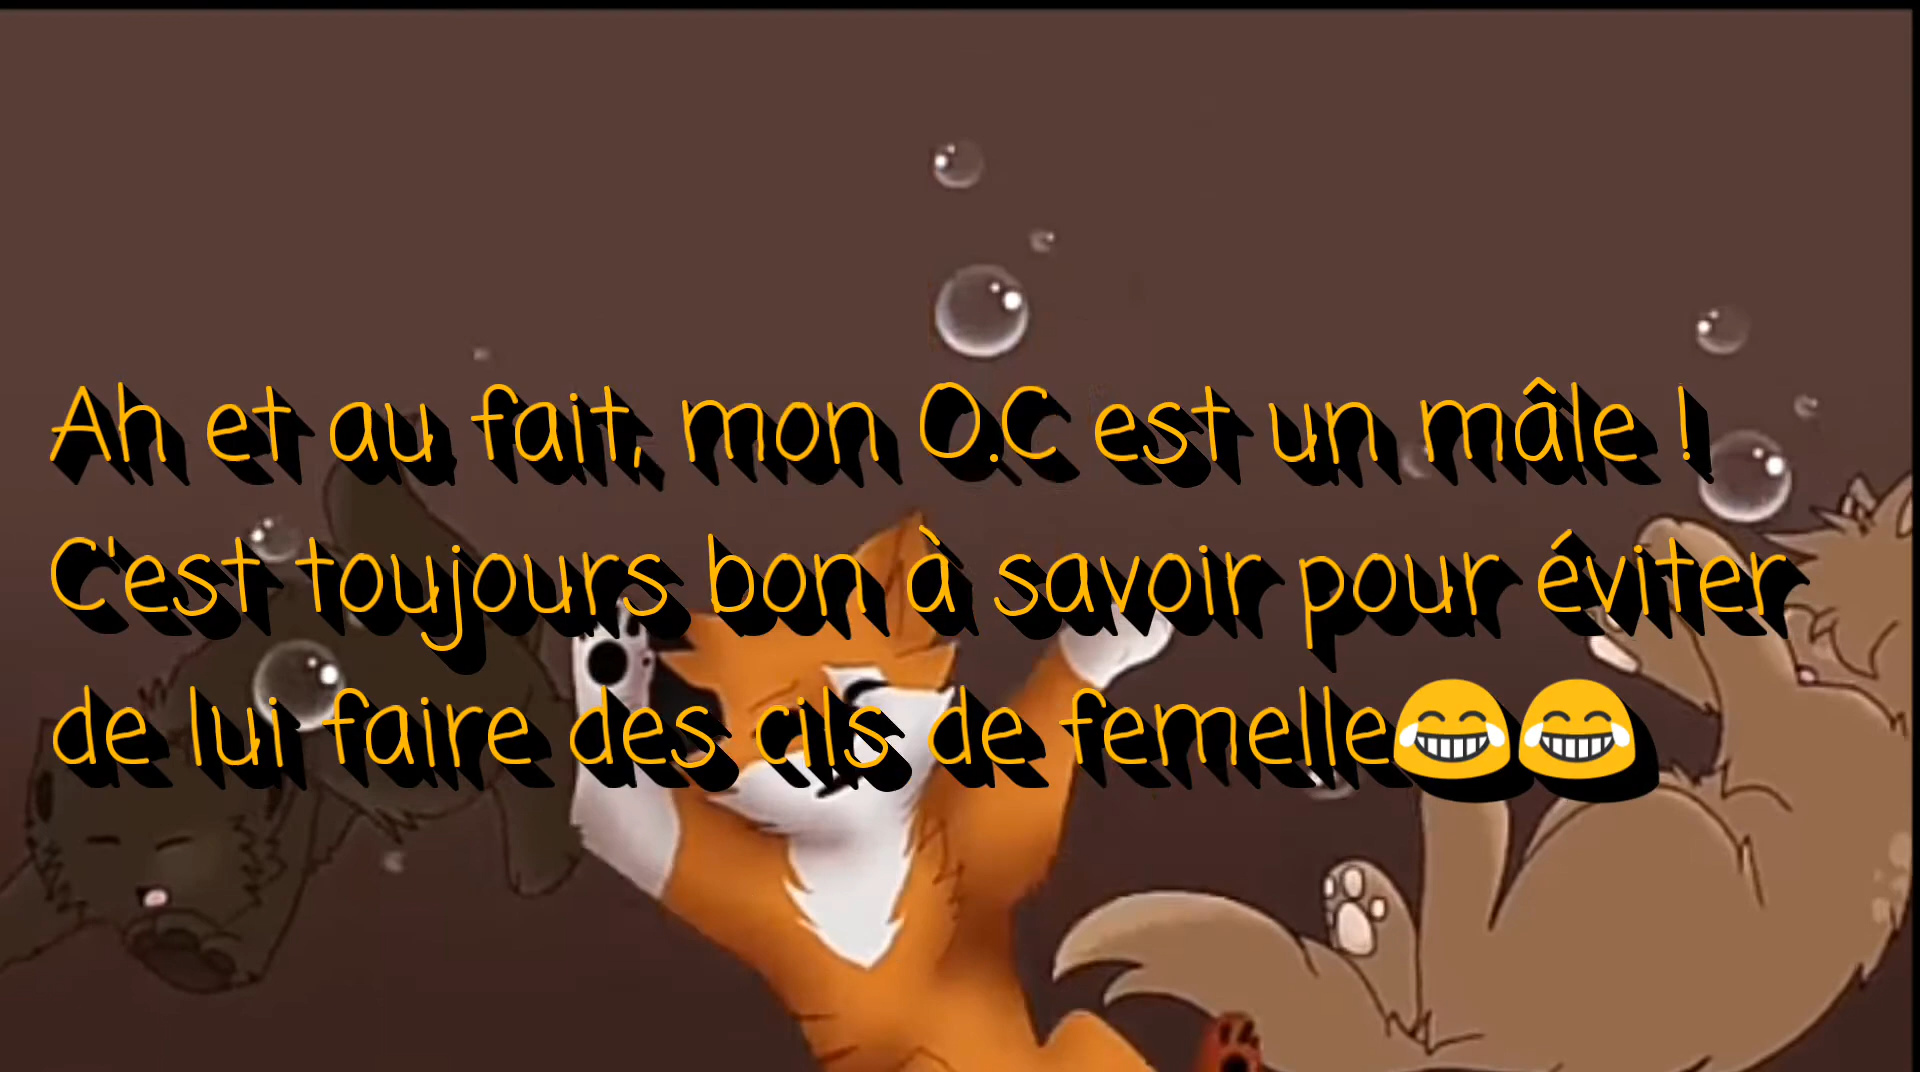 Ah et au fait, mon O.C est un mâle !
C'est toujours bon à savoir pour éviter
de lui faire des cils de femelle😂😂